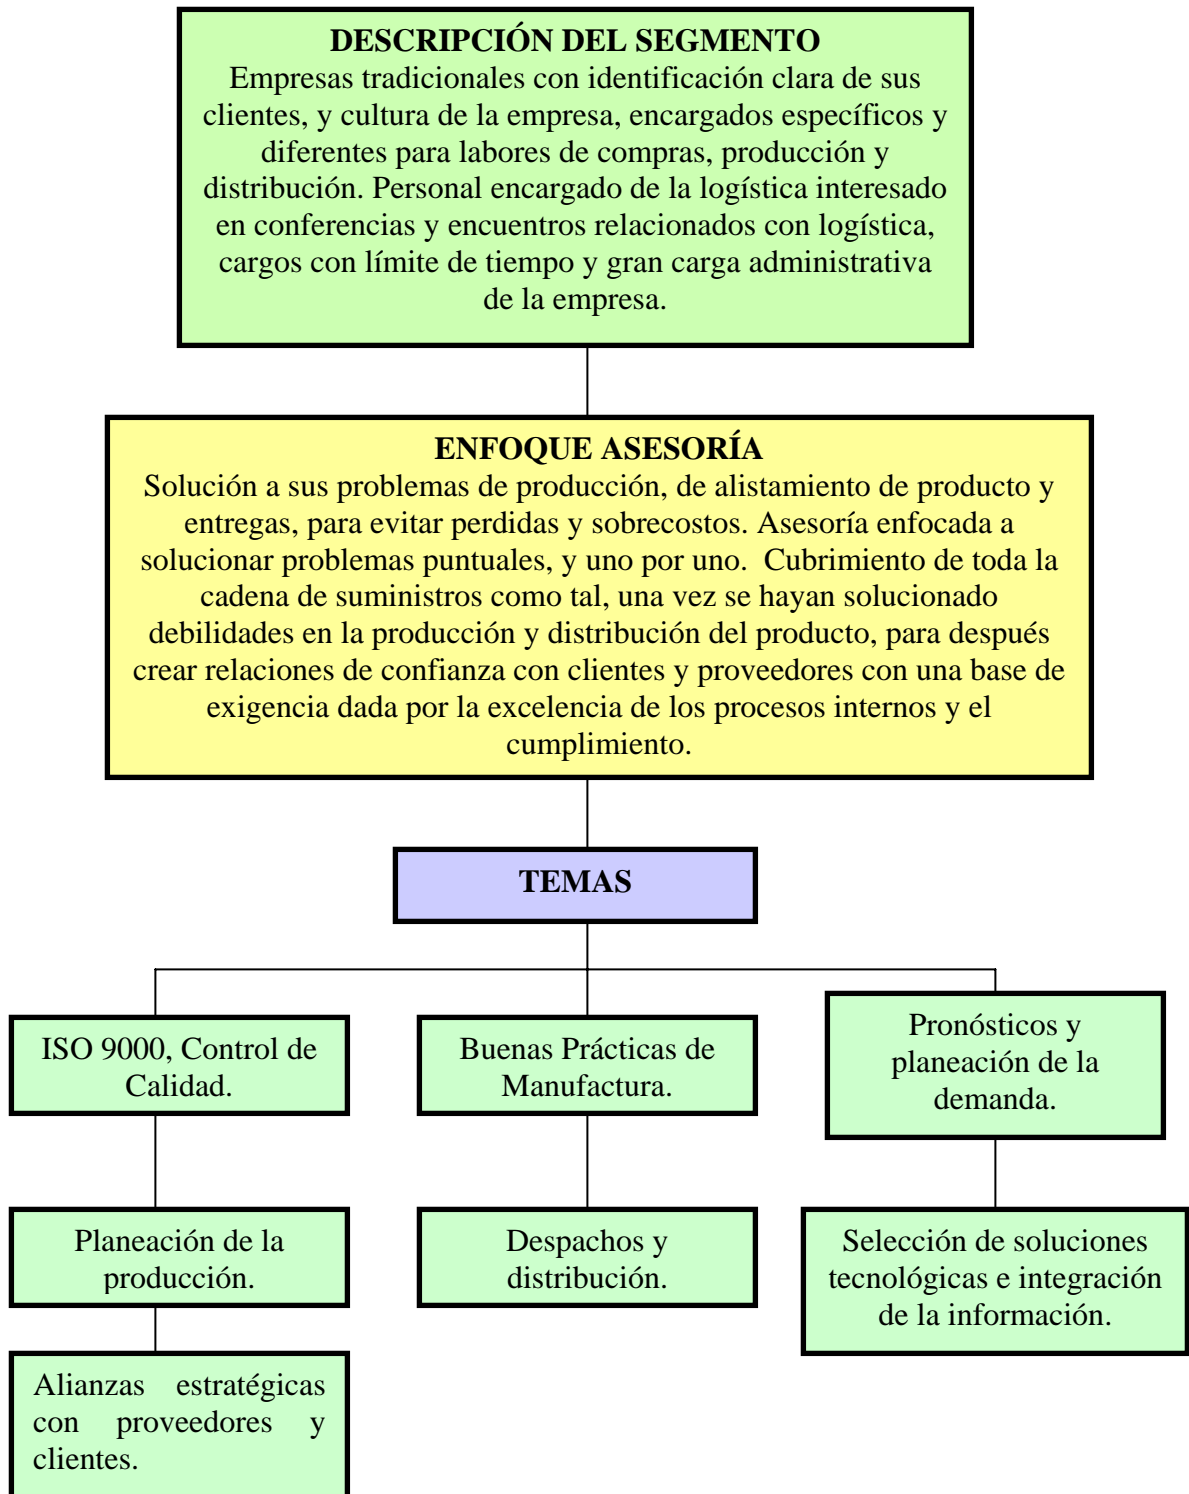 DESCRIPCIÓN DEL SEGMENTO
Empresas tradicionales con identificación clara de sus
clientes, y cultura de la empresa, encargados específicos y
diferentes para labores de compras, producción y
distribución. Personal encargado de la logística interesado
en conferencias y encuentros relacionados con logística,
cargos con límite de tiempo y gran carga administrativa
de la empresa.
ENFOQUE ASESORÍA
Solución a sus problemas de producción, de alistamiento de producto y
entregas, para evitar perdidas y sobrecostos. Asesoría enfocada a
solucionar problemas puntuales, y uno por uno.  Cubrimiento de toda la
cadena de suministros como tal, una vez se hayan solucionado
debilidades en la producción y distribución del producto, para después
crear relaciones de confianza con clientes y proveedores con una base de
exigencia dada por la excelencia de los procesos internos y el
cumplimiento.
TEMAS
ISO 9000, Control de
Calidad.
Buenas Prácticas de
Manufactura.
Pronósticos y
planeación de la
demanda.
Planeación de la
producción.
Despachos y
distribución.
Selección de soluciones
tecnológicas e integración
de la información.
Alianzas estratégicas
con proveedores y
clientes.